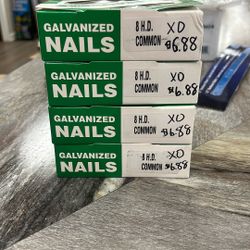 GALVANIZED
NAILS
8 H.D.
COMMON
XO
$6.88
GALVANIZED
NAILS
8 H.D.
COMMON
XO
$6.88
GALVANIZED
NAILS
8 H.D.
COMMON
XO
$6.88
GALVANIZED
NAILS
8 H.D.
COMMON
XO
$6.88